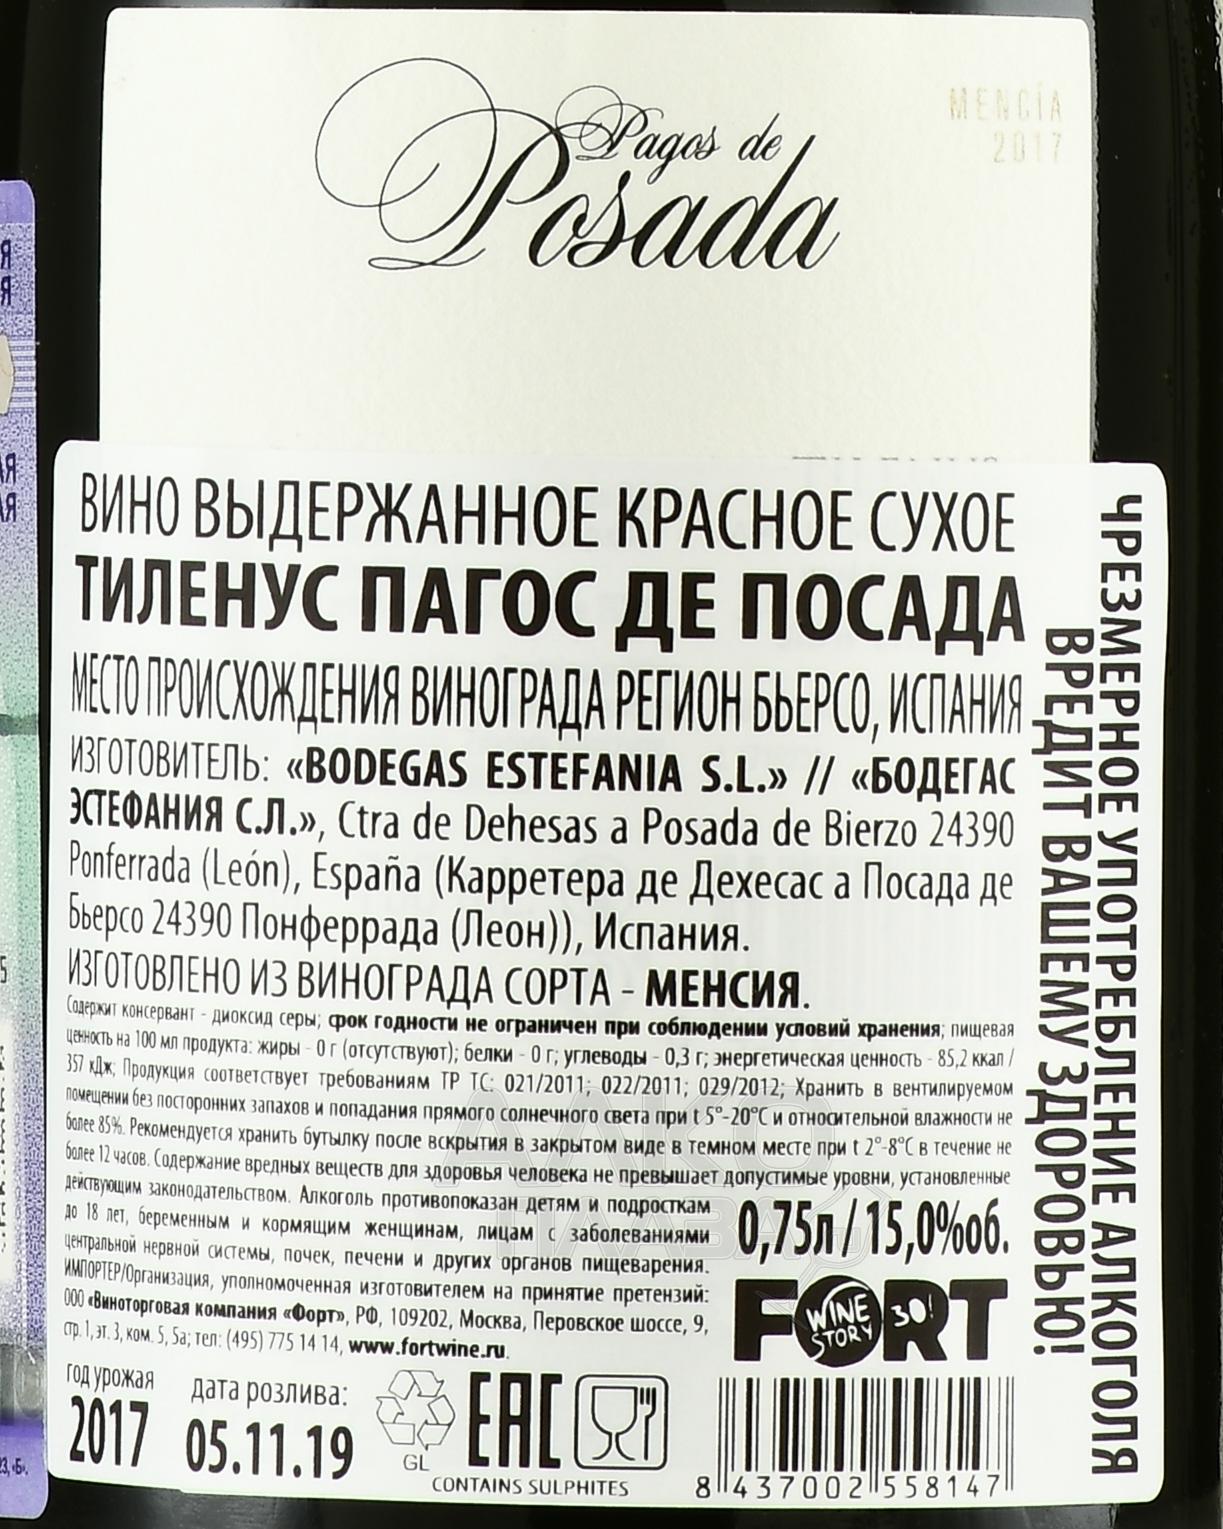 Pagos de
Posada
MENCÍA
2017
ВИНО ВЫДЕРЖАННОЕ КРАСНОЕ СУХОЕ
ТИЛЕНУС ПАГОС ДЕ ПОСАДА
МЕСТО ПРОИСХОЖДЕНИЯ ВИНОГРАДА РЕГИОН БЬЕРСО, ИСПАНИЯ
ИЗГОТОВИТЕЛЬ: «BODEGAS ESTEFANIA S.L.» // «БОДЕГАС
ЭСТЕФАНИЯ С.Л.», Ctra de Dehesas a Posada de Bierzo 24390
Ponferrada (León), España (Карретера де Дехесас а Посада де
Бьерсо 24390 Понферрада (Леон)), Испания.
ИЗГОТОВЛЕНО ИЗ ВИНОГРАДА СОРТА - МЕНСИЯ.
Содержит консервант - диоксид серы; срок годности не ограничен при соблюдении условий хранения; пищевая
ценность на 100 мл продукта: жиры - 0 г (отсутствуют); белки - 0 г; углеводы - 0,3 г; энергетическая ценность - 85,2 ккал /
357 кДж; Продукция соответствует требованиям ТР ТС: 021/2011; 022/2011; 029/2012; Хранить в вентилируемом
помещении без посторонних запахов и попадания прямого солнечного света при t 5°-20°С и относительной влажности не
более 85%. Рекомендуется хранить бутылку после вскрытия в закрытом виде в темном месте при t 2°-8°С в течение не
более 12 часов. Содержание вредных веществ для здоровья человека не превышает допустимые уровни, установленные
действующим законодательством. Алкоголь противопоказан детям и подросткам
до 18 лет, беременным и кормящим женщинам, лицам с заболеваниями
центральной нервной системы, почек, печени и других органов пищеварения.
ИМПОРТЕР/Организация, уполномоченная изготовителем на принятие претензий:
ООО «Виноторговая компания «Форт», РФ, 109202, Москва, Перовское шоссе, 9,
стр. 1, эт. 3, ком. 5, 5а; тел: (495) 775 14 14, www.fortwine.ru.
0,75л / 15,0%об.
FORT
WINE
STORY
30!
год урожая
2017
дата розлива:
05.11.19
GL
EAC
CONTAINS SULPHITES
8 437002 558147
ЧРЕЗМЕРНОЕ УПОТРЕБЛЕНИЕ АЛКОГОЛЯ
ВРЕДИТ ВАШЕМУ ЗДОРОВЬЮ!